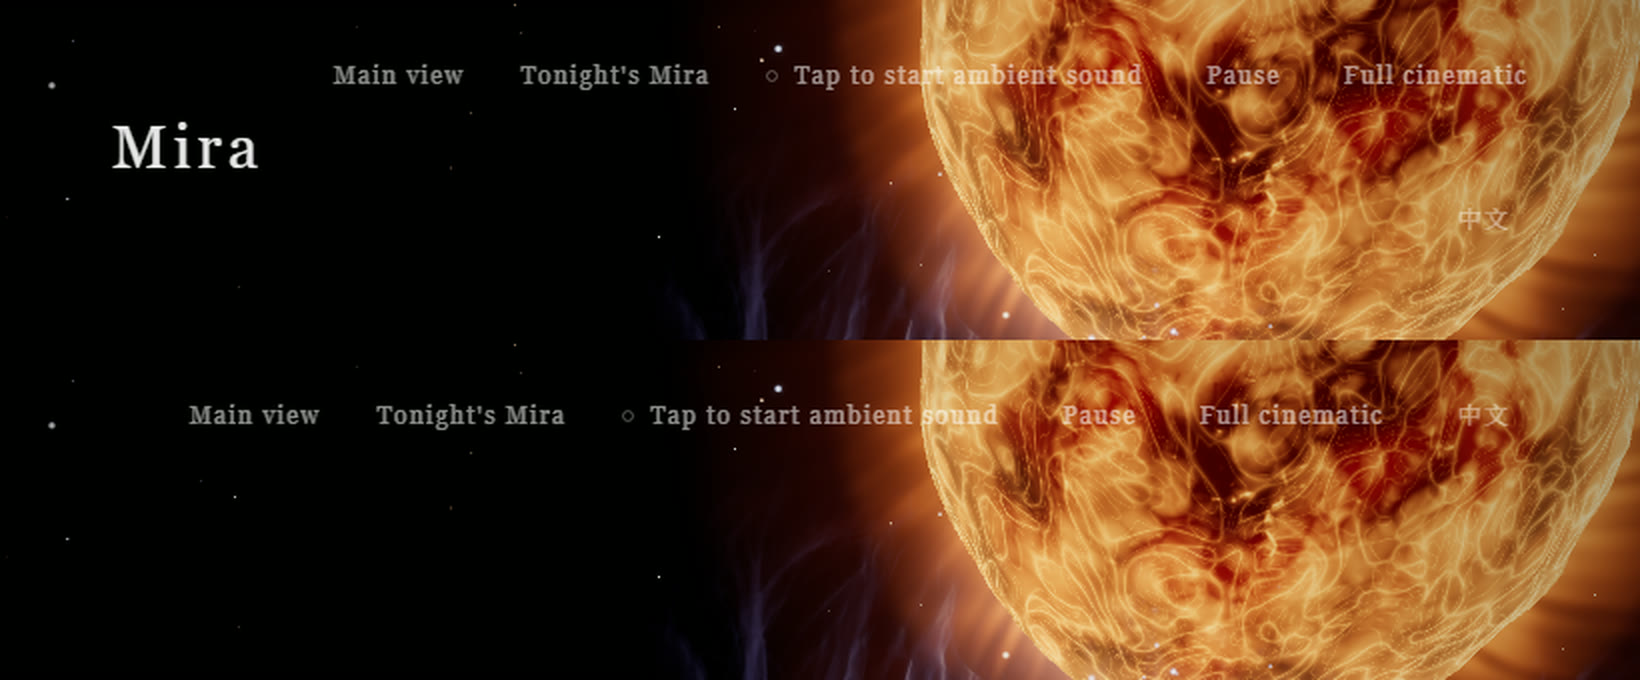 Main view Tonight's Mira Tap to start ambient sound Pause Full cinematic
Mira
中文
Main view Tonight's Mira Tap to start ambient sound Pause Full cinematic 中文